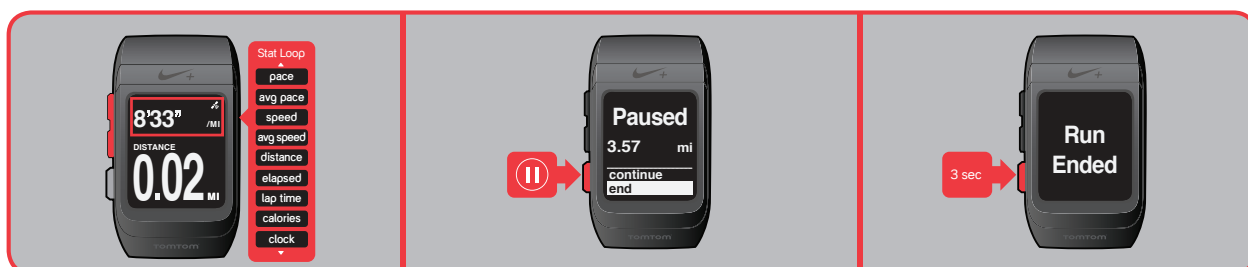 8'33"
/MI
DISTANCE
0.02 MI
TOMTOM
Stat Loop
pace
avg pace
speed
avg speed
distance
elapsed
lap time
calories
clock
Paused
3.57 mi
continue
end
TOMTOM
3 sec
Run
Ended
TOMTOM